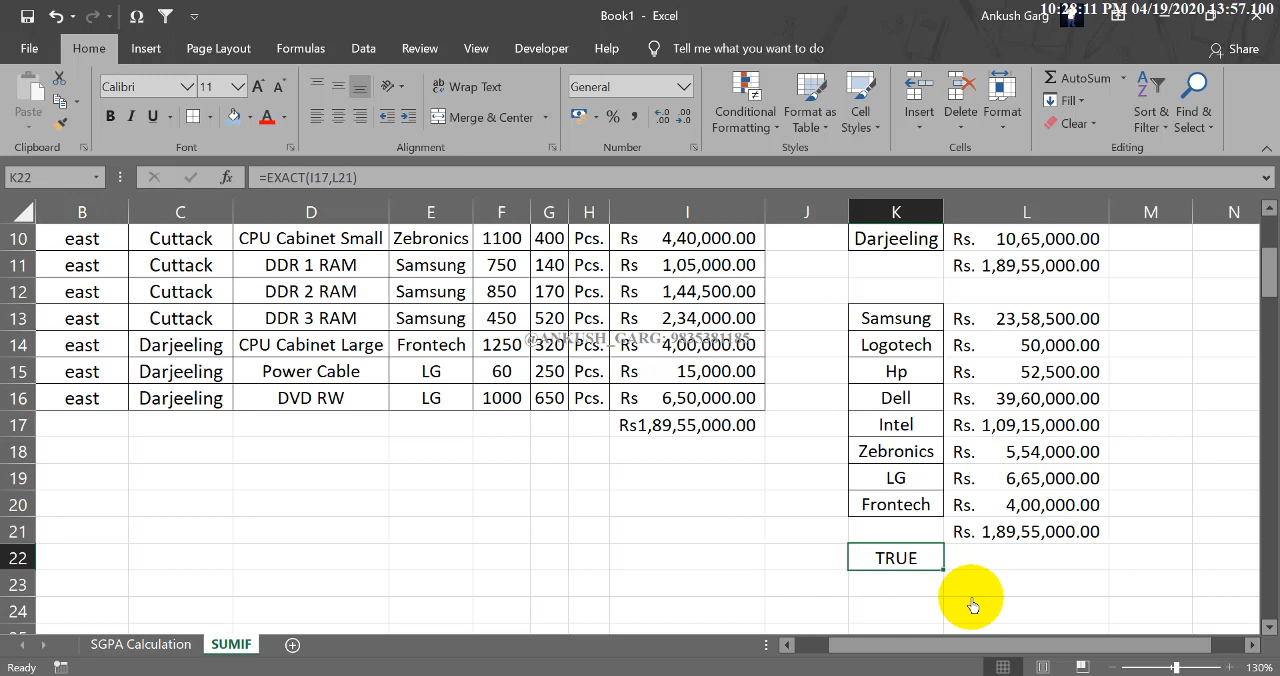 Book1 - Excel
Ankush Garg
10:28:11 PM 04/19/2020 13:57.100
File Home Insert Page Layout Formulas Data Review View Developer Help Tell me what you want to do Share
Calibri 11 Wrap Text General AutoSum
Paste Merge & Center Conditional Formatting Format as Table Cell Styles Insert Delete Format Fill Clear Sort & Filter Find & Select
Clipboard Font Alignment Number Styles Cells Editing
K22 fx =EXACT(I17,L21)
B C D E F G H I J K L M N
10 east Cuttack CPU Cabinet Small Zebronics 1100 400 Pcs. Rs 4,40,000.00 Darjeeling Rs. 10,65,000.00
11 east Cuttack DDR 1 RAM Samsung 750 140 Pcs. Rs 1,05,000.00 Rs. 1,89,55,000.00
12 east Cuttack DDR 2 RAM Samsung 850 170 Pcs. Rs 1,44,500.00
13 east Cuttack DDR 3 RAM Samsung 450 520 Pcs. Rs 2,34,000.00 Samsung Rs. 23,58,500.00
@ANKUSH_GARG: 9835381185
14 east Darjeeling CPU Cabinet Large Frontech 1250 320 Pcs. Rs 4,00,000.00 Logotech Rs. 50,000.00
15 east Darjeeling Power Cable LG 60 250 Pcs. Rs 15,000.00 Hp Rs. 52,500.00
16 east Darjeeling DVD RW LG 1000 650 Pcs. Rs 6,50,000.00 Dell Rs. 39,60,000.00
17 Rs1,89,55,000.00 Intel Rs. 1,09,15,000.00
18 Zebronics Rs. 5,54,000.00
19 LG Rs. 6,65,000.00
20 Frontech Rs. 4,00,000.00
21 Rs. 1,89,55,000.00
22 TRUE
23
24
SGPA Calculation SUMIF
Ready 130%